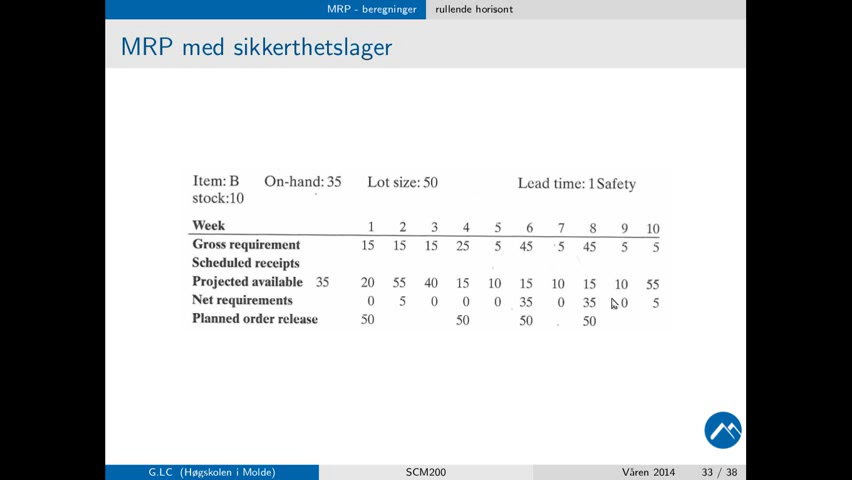 MRP - beregninger rullende horisont
MRP med sikkerthetslager
Item: B On-hand: 35 Lot size: 50 Lead time: 1 Safety
stock:10
Week 1 2 3 4 5 6 7 8 9 10
Gross requirement 15 15 15 25 5 45 5 45 5 5
Scheduled receipts
Projected available 35 20 55 40 15 10 15 10 15 10 55
Net requirements 0 5 0 0 0 35 0 35 0 5
Planned order release 50 50 50 50
G.LC (Høgskolen i Molde) SCM200 Våren 2014 33 / 38